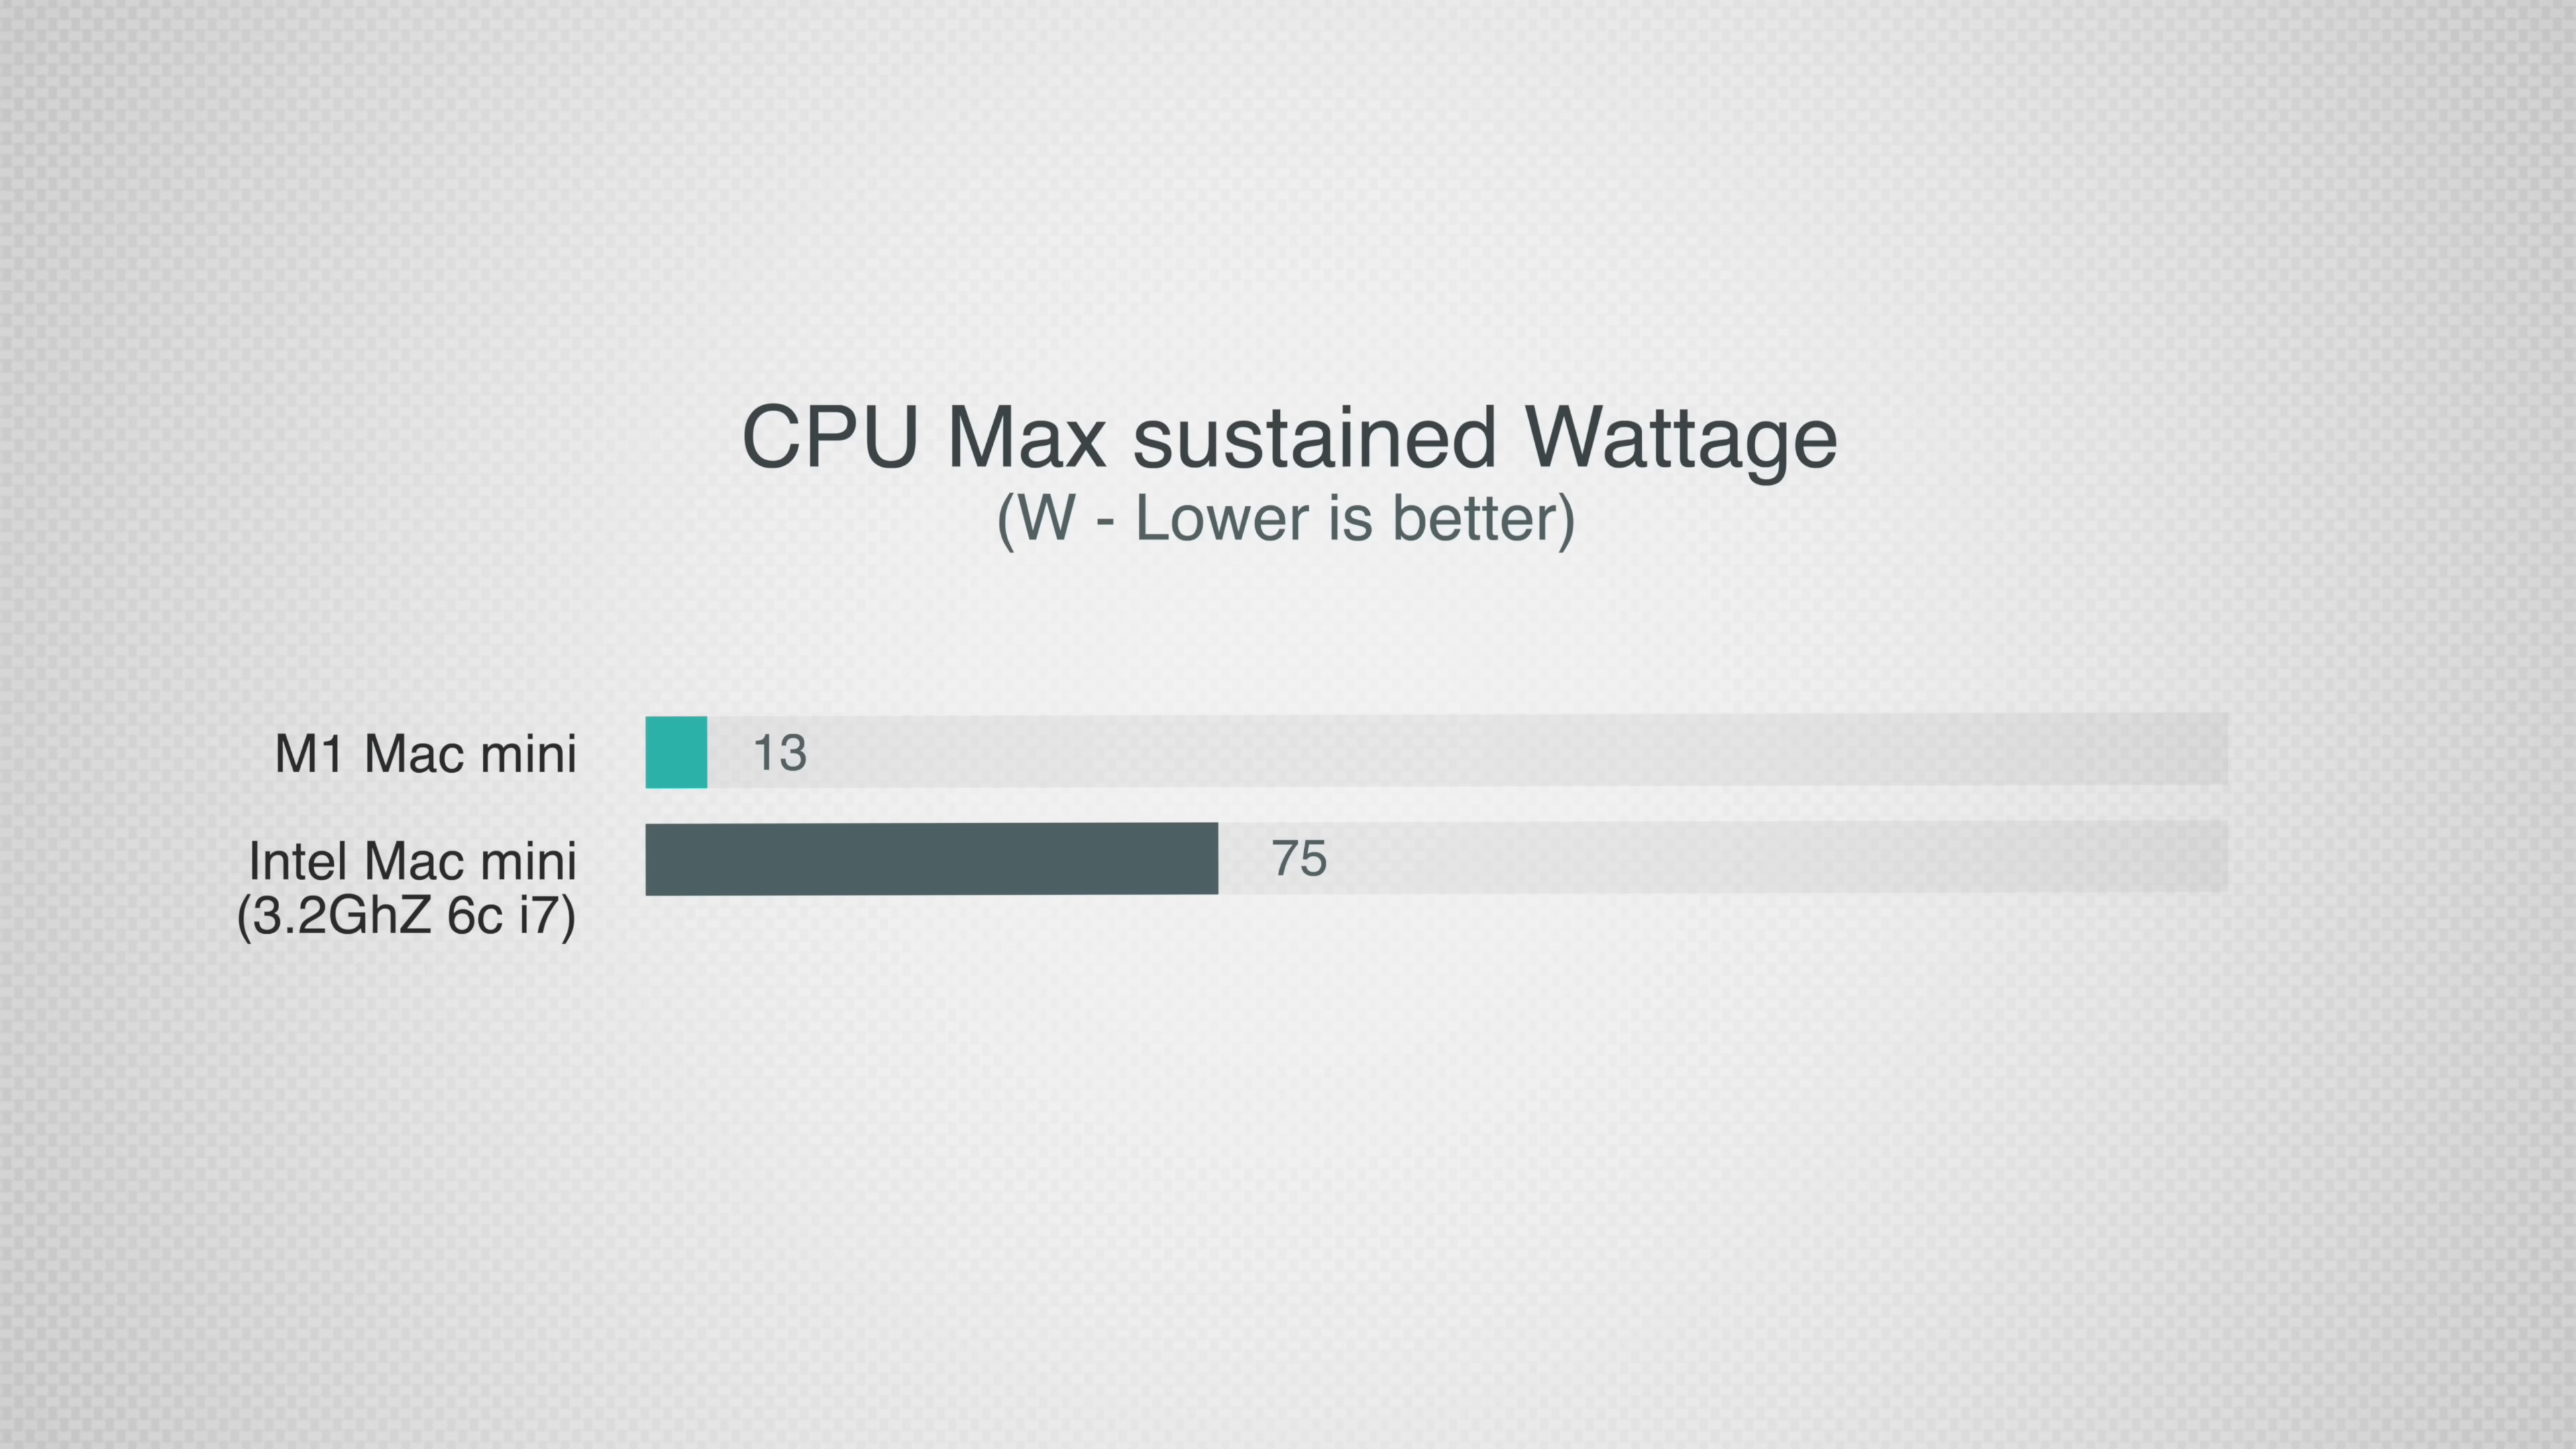 CPU Max sustained Wattage
(W - Lower is better)
M1 Mac mini
13
Intel Mac mini
(3.2GhZ 6c i7)
75